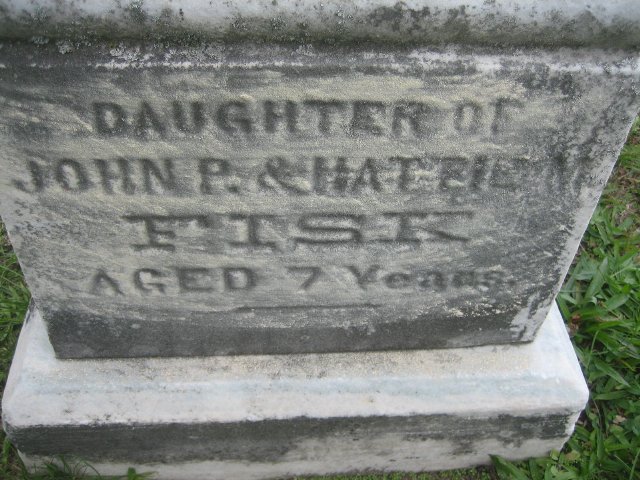 DAUGHTER OF
JOHN P. & HATTIE
FISK
AGED 7 Years.